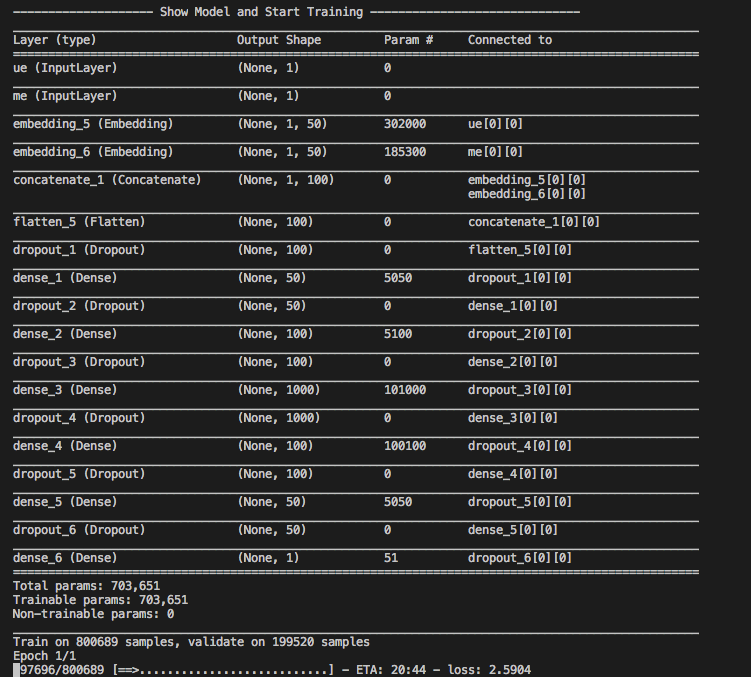 -------------------- Show Model and Start Training ------------------------------
Layer (type) Output Shape Param # Connected to
ue (InputLayer) (None, 1) 0
me (InputLayer) (None, 1) 0
embedding_5 (Embedding) (None, 1, 50) 302000 ue[0][0]
embedding_6 (Embedding) (None, 1, 50) 185300 me[0][0]
concatenate_1 (Concatenate) (None, 1, 100) 0 embedding_5[0][0]
embedding_6[0][0]
flatten_5 (Flatten) (None, 100) 0 concatenate_1[0][0]
dropout_1 (Dropout) (None, 100) 0 flatten_5[0][0]
dense_1 (Dense) (None, 50) 5050 dropout_1[0][0]
dropout_2 (Dropout) (None, 50) 0 dense_1[0][0]
dense_2 (Dense) (None, 100) 5100 dropout_2[0][0]
dropout_3 (Dropout) (None, 100) 0 dense_2[0][0]
dense_3 (Dense) (None, 1000) 101000 dropout_3[0][0]
dropout_4 (Dropout) (None, 1000) 0 dense_3[0][0]
dense_4 (Dense) (None, 100) 100100 dropout_4[0][0]
dropout_5 (Dropout) (None, 100) 0 dense_4[0][0]
dense_5 (Dense) (None, 50) 5050 dropout_5[0][0]
dropout_6 (Dropout) (None, 50) 0 dense_5[0][0]
dense_6 (Dense) (None, 1) 51 dropout_6[0][0]
Total params: 703,651
Trainable params: 703,651
Non-trainable params: 0
Train on 800689 samples, validate on 199520 samples
Epoch 1/1
97696/800689 [==>...........................] - ETA: 20:44 - loss: 2.5904